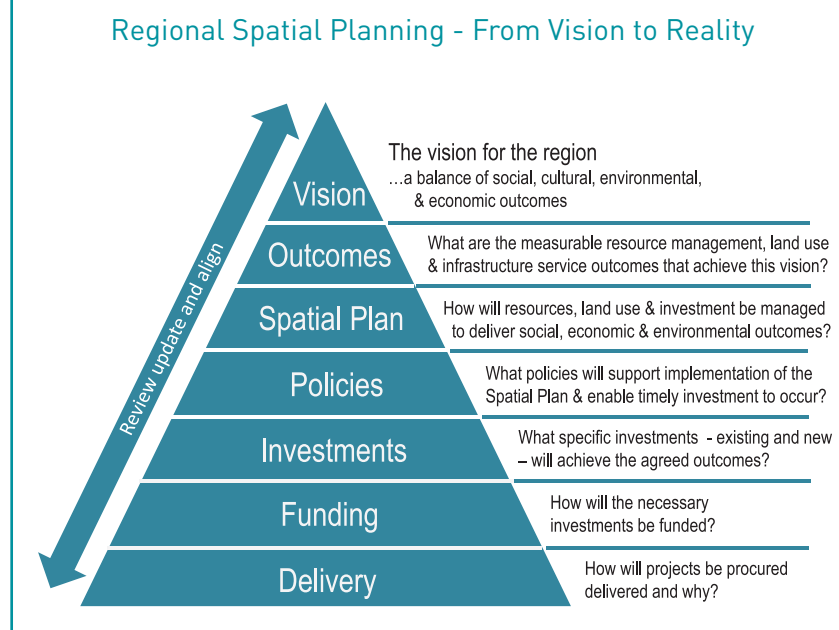 Regional Spatial Planning - From Vision to Reality
Review update and align
Vision
The vision for the region
...a balance of social, cultural, environmental,
& economic outcomes
Outcomes
What are the measurable resource management, land use
& infrastructure service outcomes that achieve this vision?
Spatial Plan
How will resources, land use & investment be managed
to deliver social, economic & environmental outcomes?
Policies
What policies will support implementation of the
Spatial Plan & enable timely investment to occur?
Investments
What specific investments - existing and new
– will achieve the agreed outcomes?
Funding
How will the necessary
investments be funded?
Delivery
How will projects be procured
delivered and why?